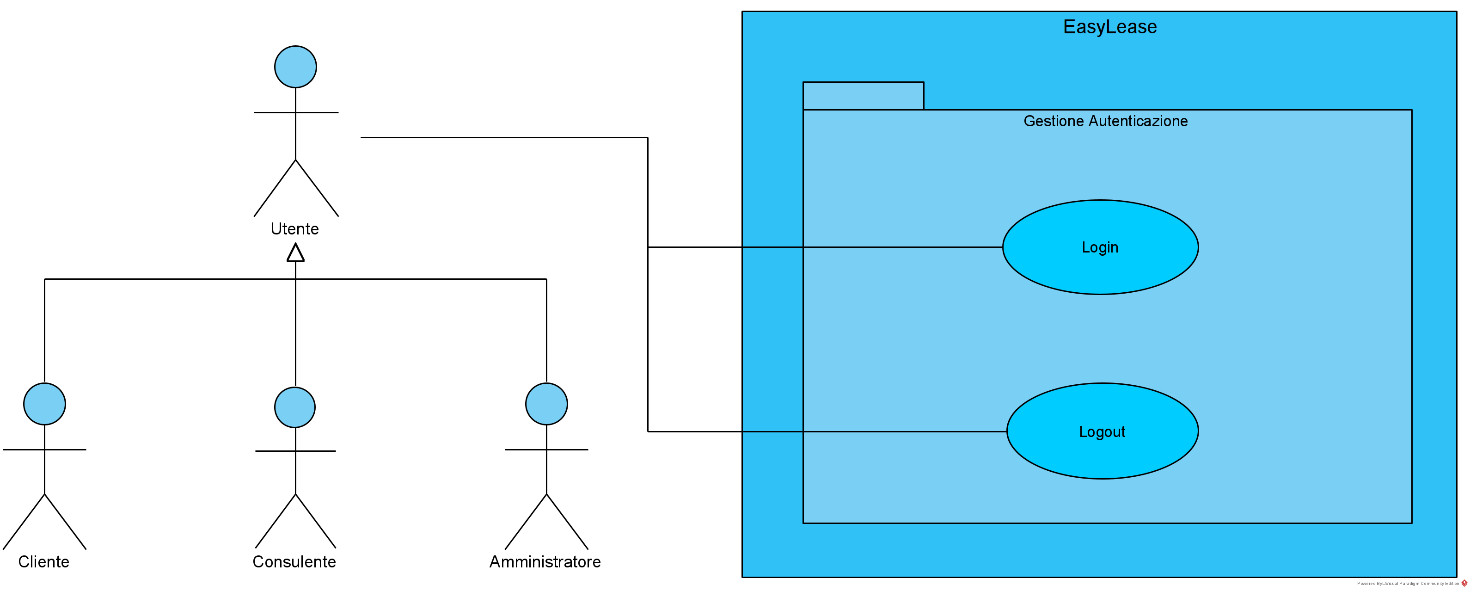 EasyLease
Gestione Autenticazione
Utente
Login
Logout
Cliente
Consulente
Amministratore